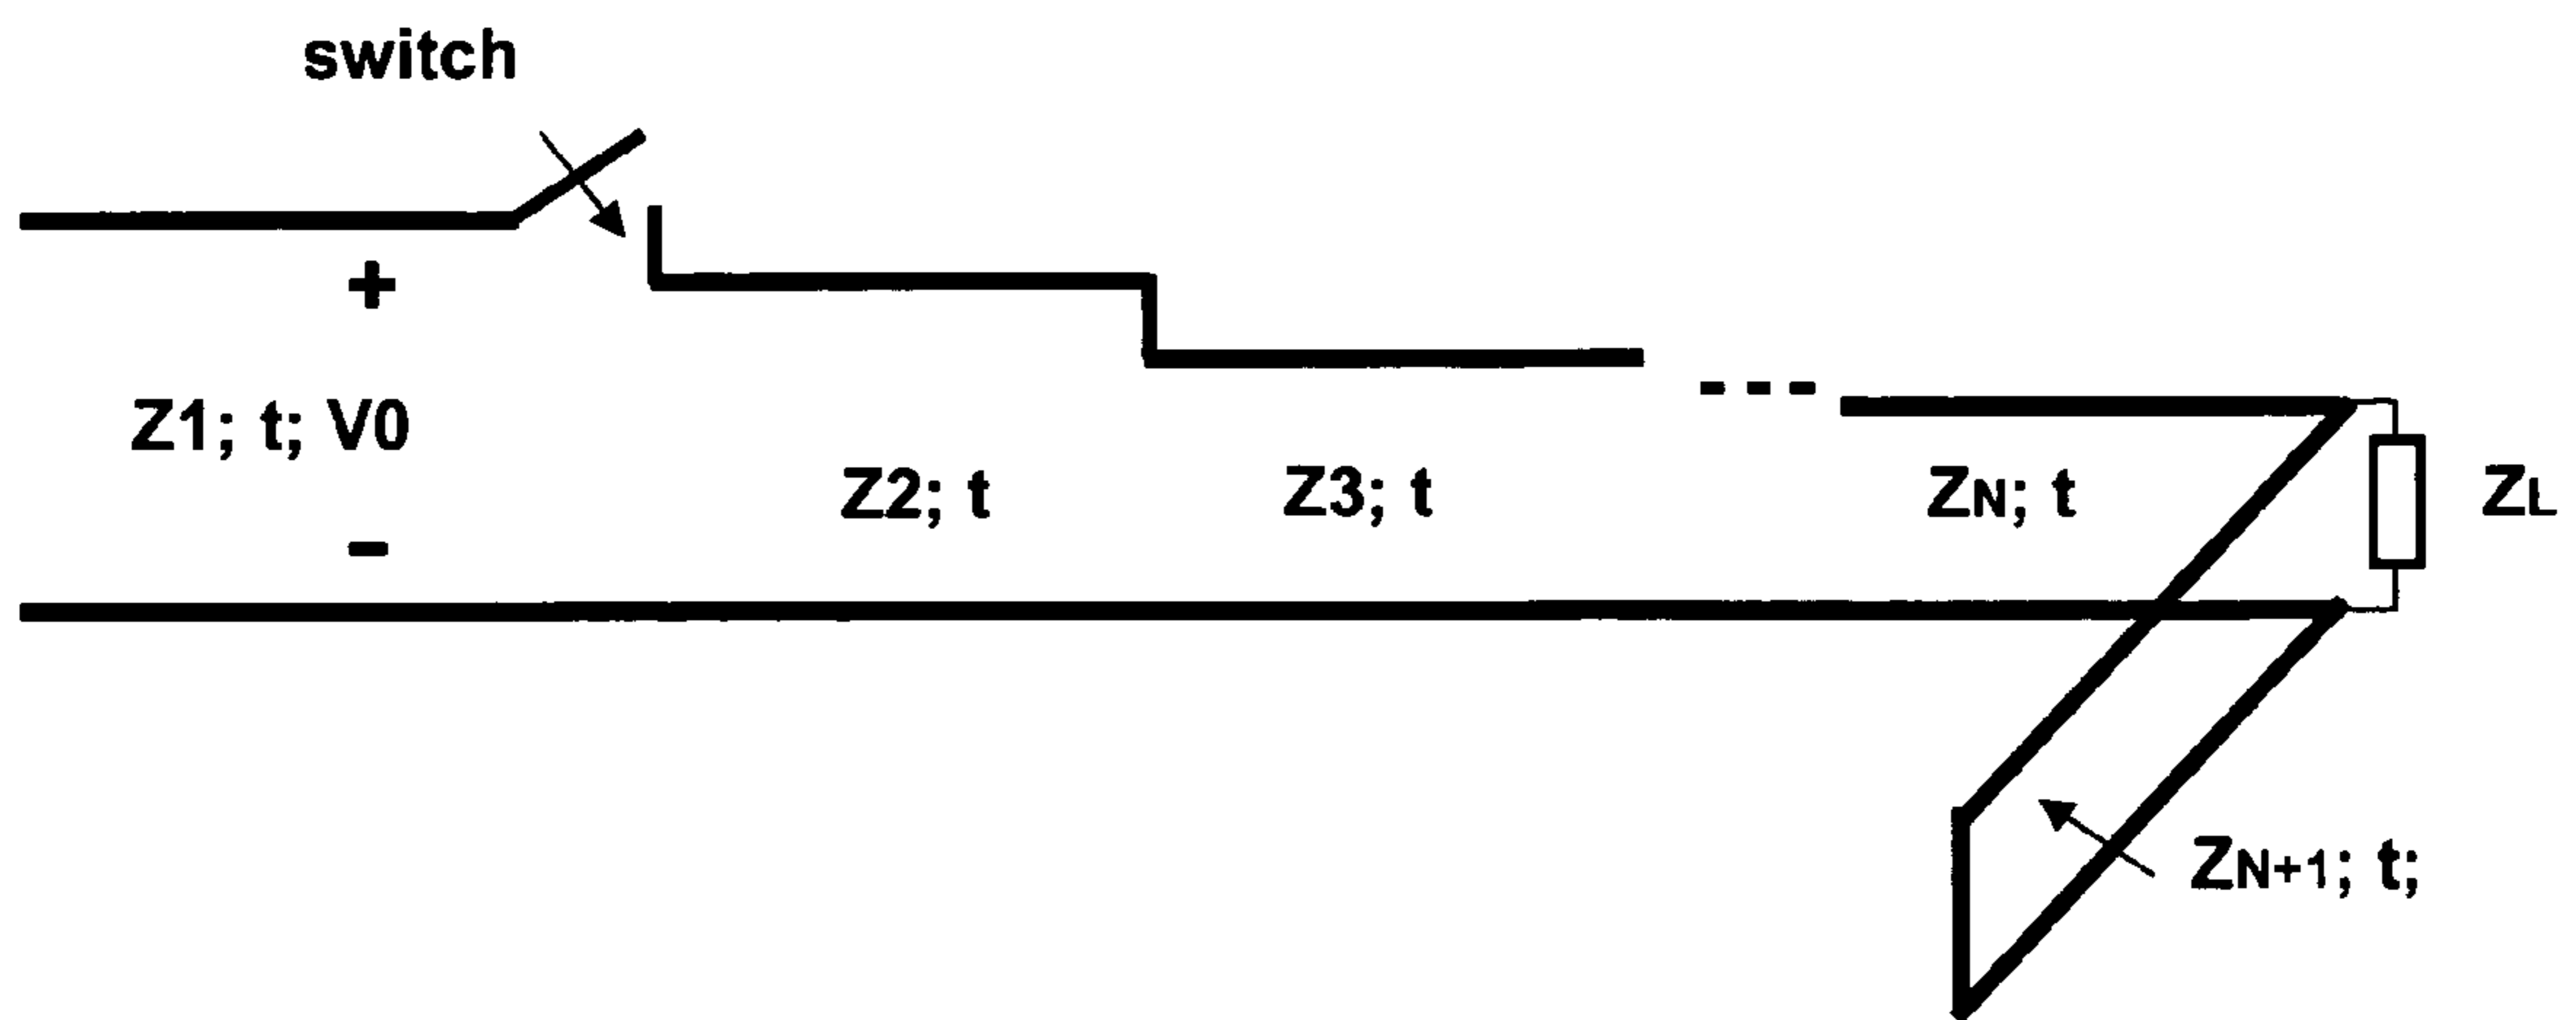 switch
+
Z1; t; V0
-
Z2; t
Z3; t
---
ZN; t
ZL
ZN+1; t;